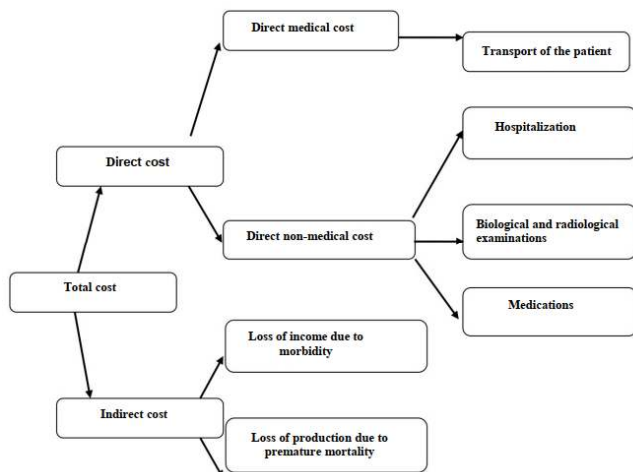 Direct medical cost
Transport of the patient
Hospitalization
Direct cost
Biological and radiological
examinations
Direct non-medical cost
Total cost
Medications
Loss of income due to
morbidity
Indirect cost
Loss of production due to
premature mortality